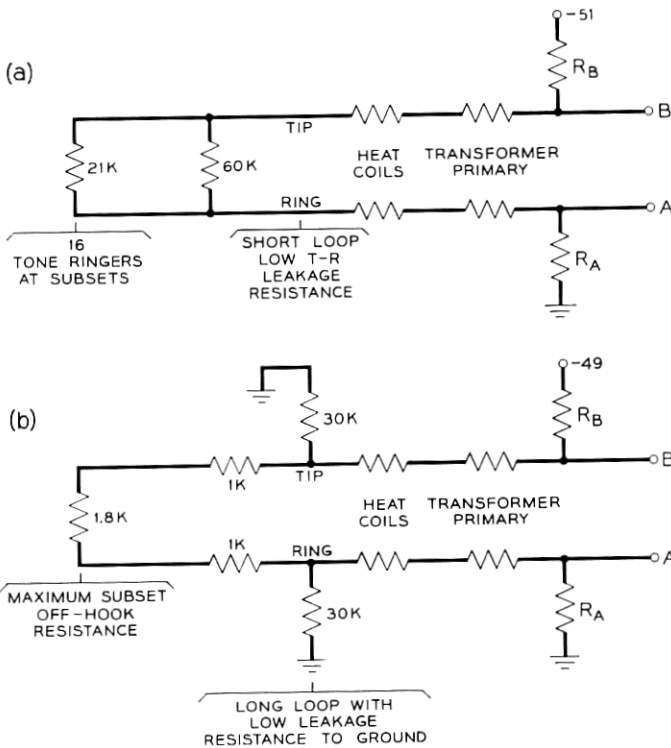 (a)
-51
R_B
B
TIP
21K
60K
HEAT COILS
TRANSFORMER PRIMARY
RING
A
16
TONE RINGERS
AT SUBSETS
SHORT LOOP
LOW T-R
LEAKAGE
RESISTANCE
R_A
(b)
-49
30K
R_B
B
1K
TIP
1.8K
HEAT COILS
TRANSFORMER PRIMARY
1K
RING
A
MAXIMUM SUBSET
OFF-HOOK
RESISTANCE
30K
R_A
LONG LOOP WITH
LOW LEAKAGE
RESISTANCE TO GROUND